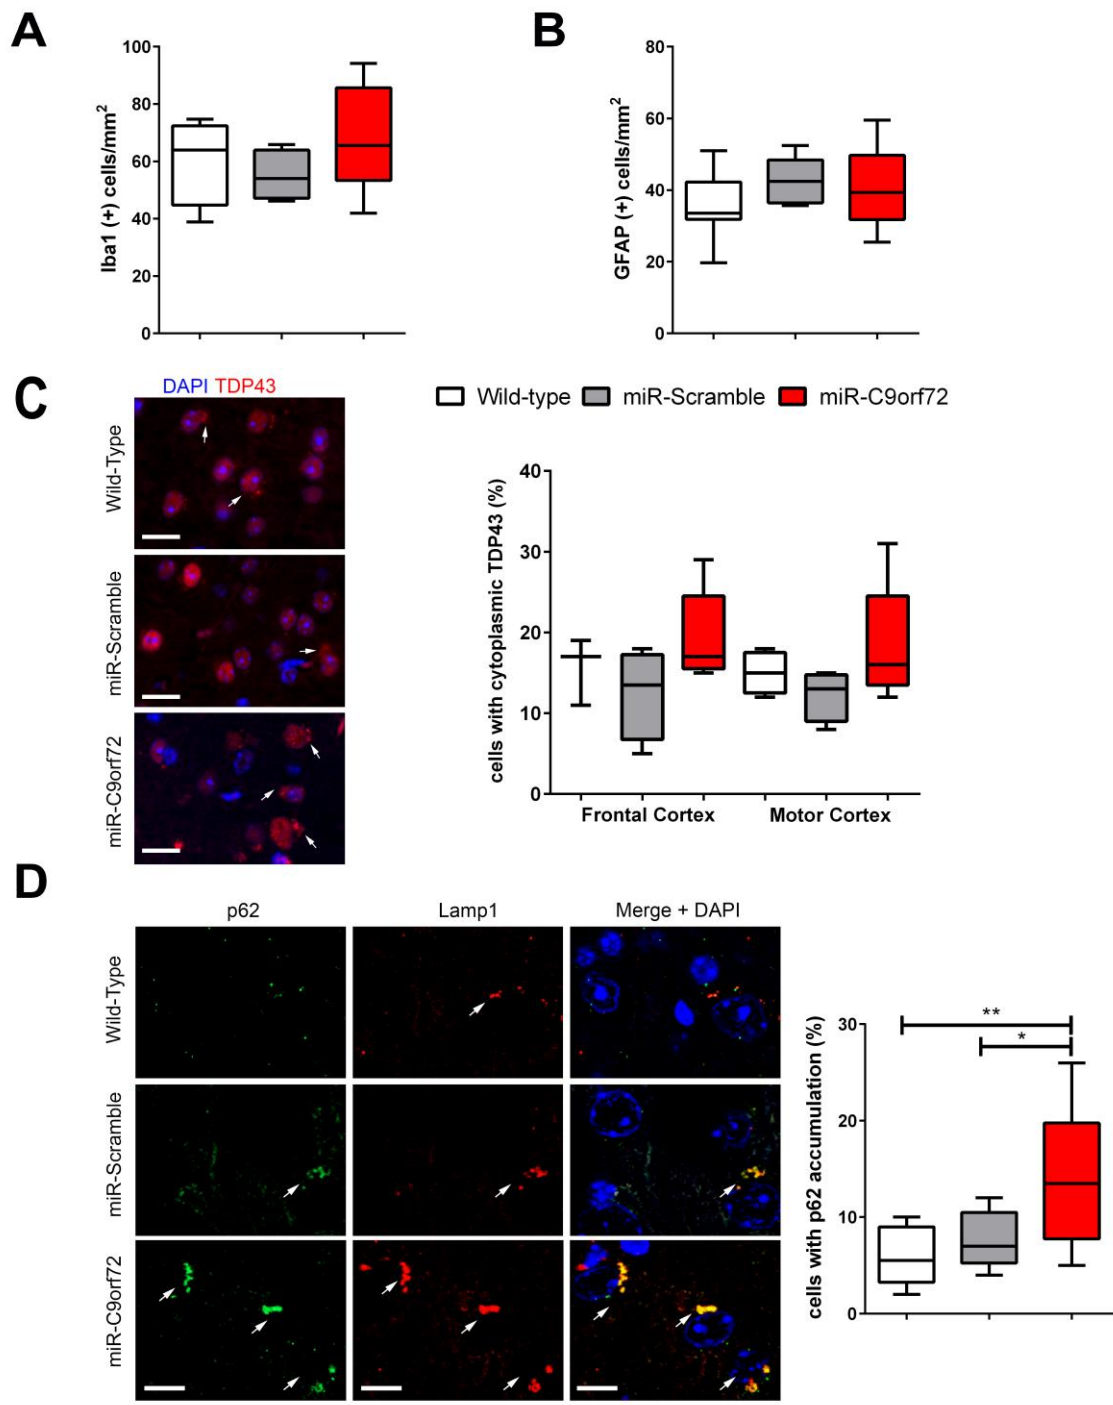 A
Iba1 (+) cells/mm²
100
80
60
40
20
0
B
GFAP (+) cells/mm²
80
60
40
20
0
C
DAPI TDP43
Wild-Type
miR-Scramble
miR-C9orf72
Wild-type miR-Scramble miR-C9orf72
cells with cytoplasmic TDP43 (%)
40
30
20
10
0
Frontal Cortex Motor Cortex
D
p62 Lamp1 Merge + DAPI
Wild-Type
miR-Scramble
miR-C9orf72
cells with p62 accumulation (%)
30
20
10
0
**
*